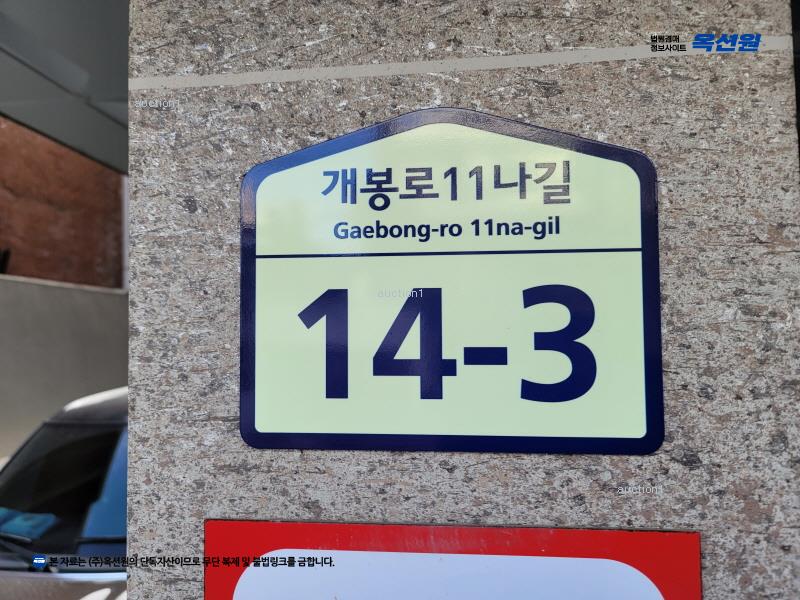 법원경매
정보사이트 옥션원
auction1
개봉로11나길
Gaebong-ro 11na-gil
auction1
14-3
auction1
본 자료는 (주)옥션원의 단독자산이므로 무단 복제 및 불법링크를 금합니다.